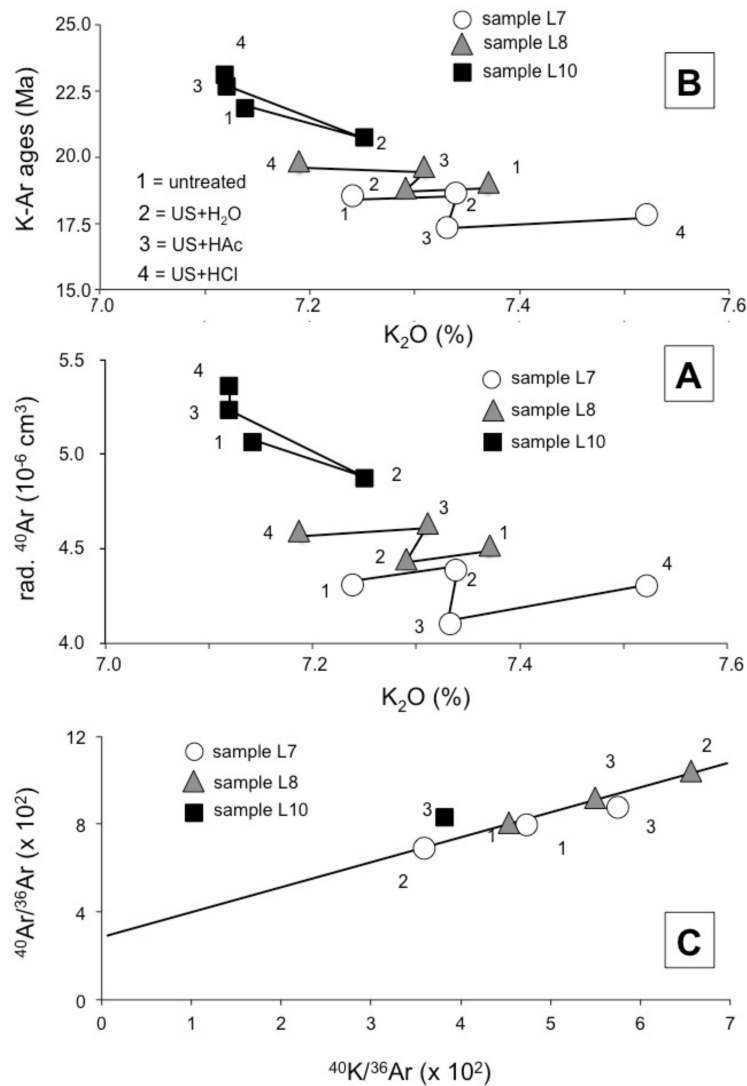 25.0
22.5
20.0
17.5
15.0
K-Ar ages (Ma)
sample L7
sample L8
sample L10
B
4
3
1
2
4
3
1
2
1
2
3
4
1 = untreated
2 = US+H₂O
3 = US+HAc
4 = US+HCl
7.0
7.2
7.4
7.6
K₂O (%)
5.5
5.0
4.5
4.0
rad. ⁴⁰Ar (10⁻⁶ cm³)
sample L7
sample L8
sample L10
A
4
3
1
2
4
3
1
2
1
2
3
4
7.0
7.2
7.4
7.6
K₂O (%)
12
8
4
0
⁴⁰Ar/³⁶Ar (x 10²)
sample L7
sample L8
sample L10
3
2
3
1
1
3
2
C
0
1
2
3
4
5
6
7
⁴⁰K/³⁶Ar (x 10²)